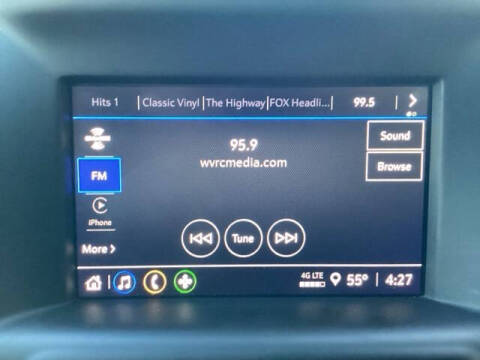 Hits 1 Classic Vinyl The Highway FOX Headli... 99.5
95.9
wvrcmedia.com
Sound
Browse
FM
iPhone
More
Tune
4G LTE 55° 4:27